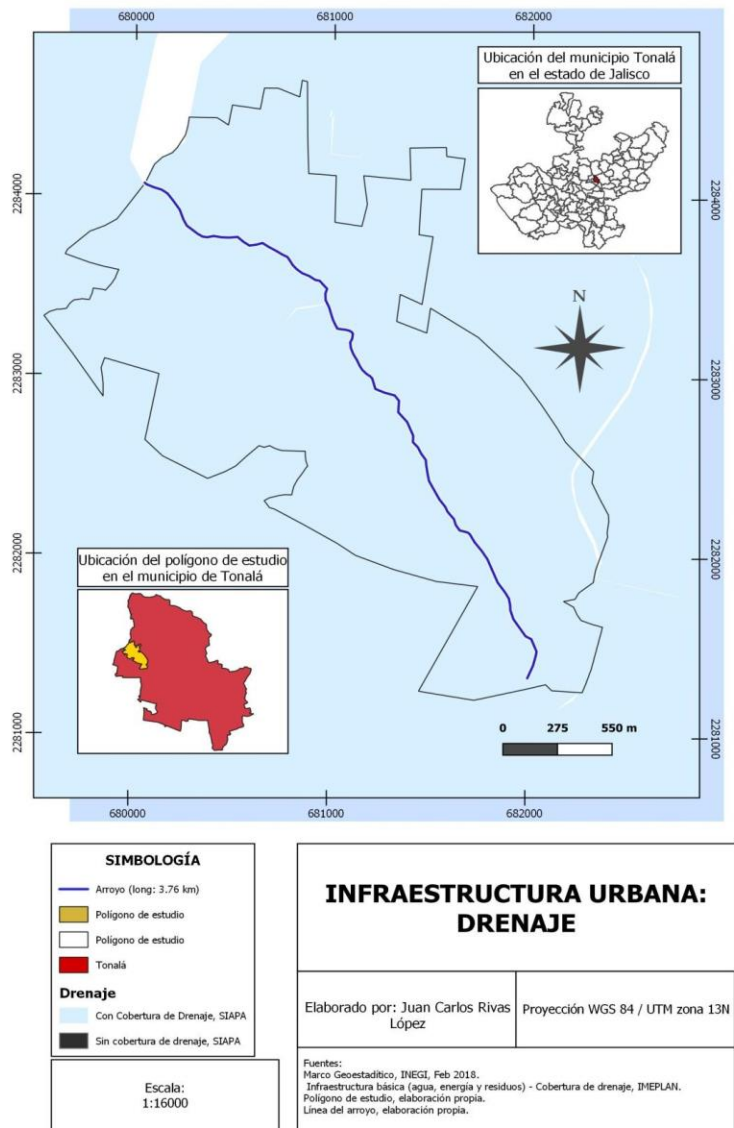 680000
681000
682000
Ubicación del municipio Tonalá
en el estado de Jalisco
2284000
2284000
N
2283000
2283000
2282000
2282000
Ubicación del polígono de estudio
en el municipio de Tonalá
0 275 550 m
2281000
2281000
680000
681000
682000
SIMBOLOGÍA
Arroyo (long: 3.76 km)
Polígono de estudio
Polígono de estudio
Tonalá
Drenaje
Con Cobertura de Drenaje, SIAPA
Sin cobertura de drenaje, SIAPA
Escala:
1:16000
INFRAESTRUCTURA URBANA:
DRENAJE
Elaborado por: Juan Carlos Rivas
López
Proyección WGS 84 / UTM zona 13N
Fuentes:
Marco Geoestadítico, INEGI, Feb 2018.
Infraestructura básica (agua, energía y residuos) - Cobertura de drenaje, IMEPLAN.
Polígono de estudio, elaboración propia.
Línea del arroyo, elaboración propia.